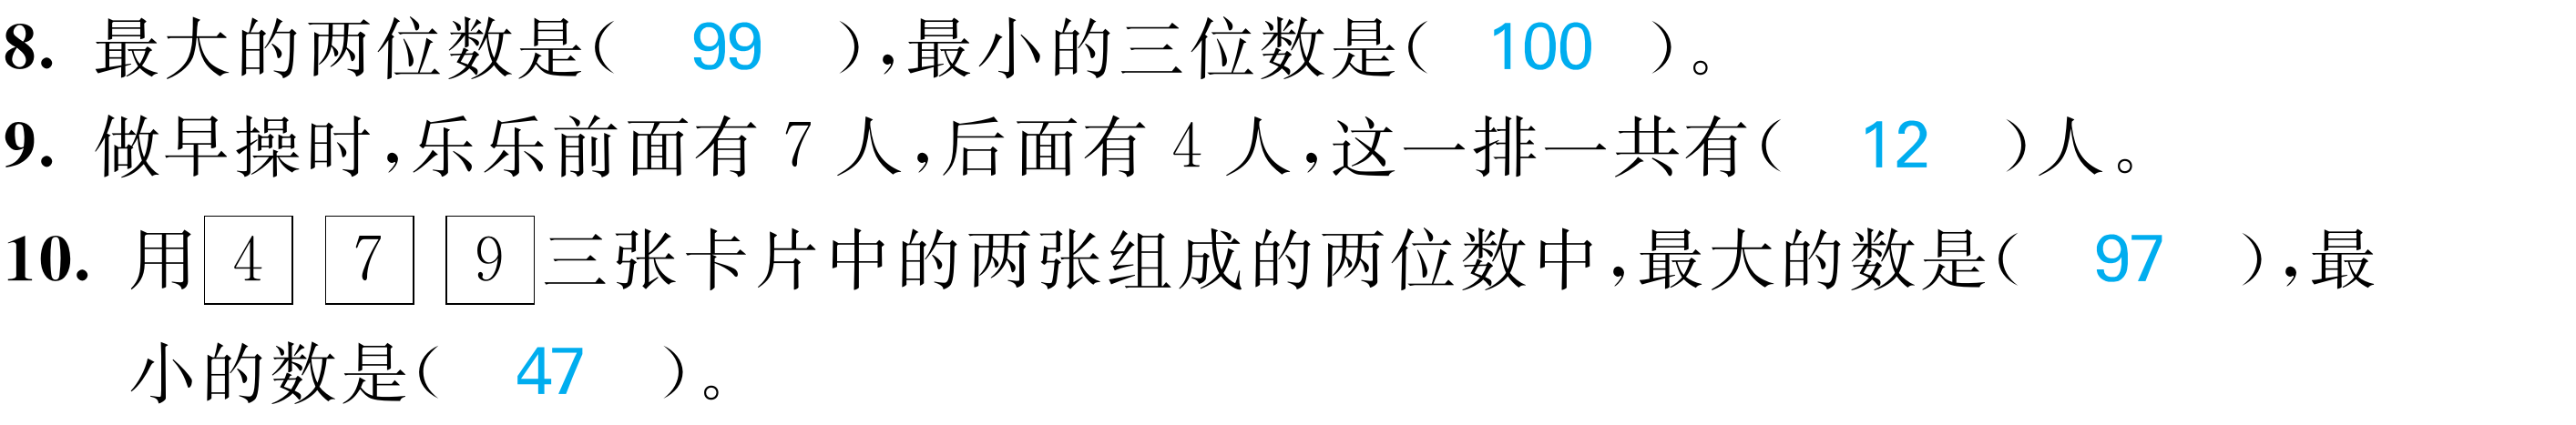 8. 最大的两位数是( 99 ),最小的三位数是( 100 )。
9. 做早操时,乐乐前面有 7 人,后面有 4 人,这一排一共有( 12 )人。
10. 用 4 7 9 三张卡片中的两张组成的两位数中,最大的数是( 97 ),最
小的数是( 47 )。